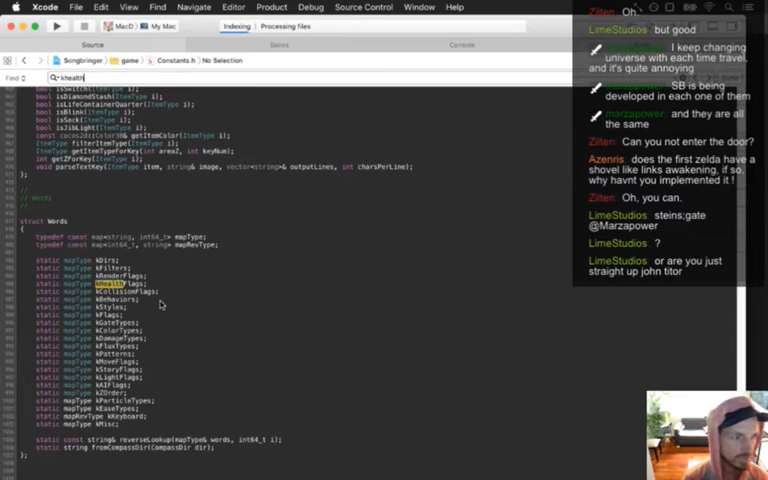 Xcode File Edit View Find Navigate Editor Product Debug Source Control Window Help
MacD My Mac Indexing Processing files
Source Saves Console
Songbringer game Constants.h No Selection
Find khealth
bool isSwitch(ItemType i);
bool isDiamondStash(ItemType i);
bool isLifeContainerQuarter(ItemType i);
bool isBlink(ItemType i);
bool isSack(ItemType i);
bool isJibLight(ItemType i);
const cocos2d::Color3B& getItemColor(ItemType i);
ItemType filterItemType(ItemType i);
ItemType getItemTypeForKey(int areaZ, int keyNum);
int getZForKey(ItemType i);
void parseTextKey(ItemType item, string& image, vector<string>& outputLines, int charsPerLine);
};
//
// Words
//
struct Words
{
typedef const map<string, int64_t> mapType;
typedef const map<int64_t, string> mapRevType;
static mapType kDirs;
static mapType kFilters;
static mapType kRenderFlags;
static mapType kHealthFlags;
static mapType kCollisionFlags;
static mapType kBehaviors;
static mapType kStyles;
static mapType kFlags;
static mapType kGateTypes;
static mapType kColorTypes;
static mapType kDamageTypes;
static mapType kFluxTypes;
static mapType kPatterns;
static mapType kMoveFlags;
static mapType kStoryFlags;
static mapType kLightFlags;
static mapType kAIFlags;
static mapType kZOrder;
static mapType kParticleTypes;
static mapType kEaseTypes;
static mapRevType kKeyboard;
static mapType kMisc;
static const string& reverseLookup(mapType& words, int64_t i);
static string fromCompassDir(CompassDir dir);
};
Zilten Oh
LimeStudios but good
marzapower I keep changing
universe with each time travel,
and it's quite annoying
marzapower SB is being
developed in each one of them
marzapower and they are all
the same
Zilten Can you not enter the door?
Azenris does the first zelda have a
shovel like links awakening, if so,
why havnt you implemented it !
Zilten Oh, you can.
LimeStudios steins;gate
@Marzapower
LimeStudios ?
LimeStudios or are you just
straight up john titor